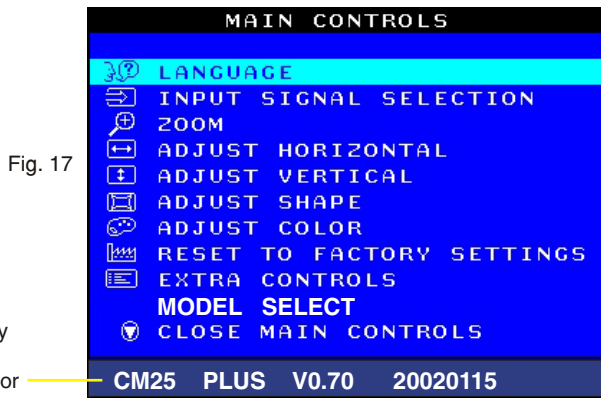 MAIN CONTROLS
LANGUAGE
INPUT SIGNAL SELECTION
ZOOM
ADJUST HORIZONTAL
Fig. 17
ADJUST VERTICAL
ADJUST SHAPE
ADJUST COLOR
RESET TO FACTORY SETTINGS
EXTRA CONTROLS
MODEL SELECT
y
CLOSE MAIN CONTROLS
or
CM25 PLUS V0.70 20020115